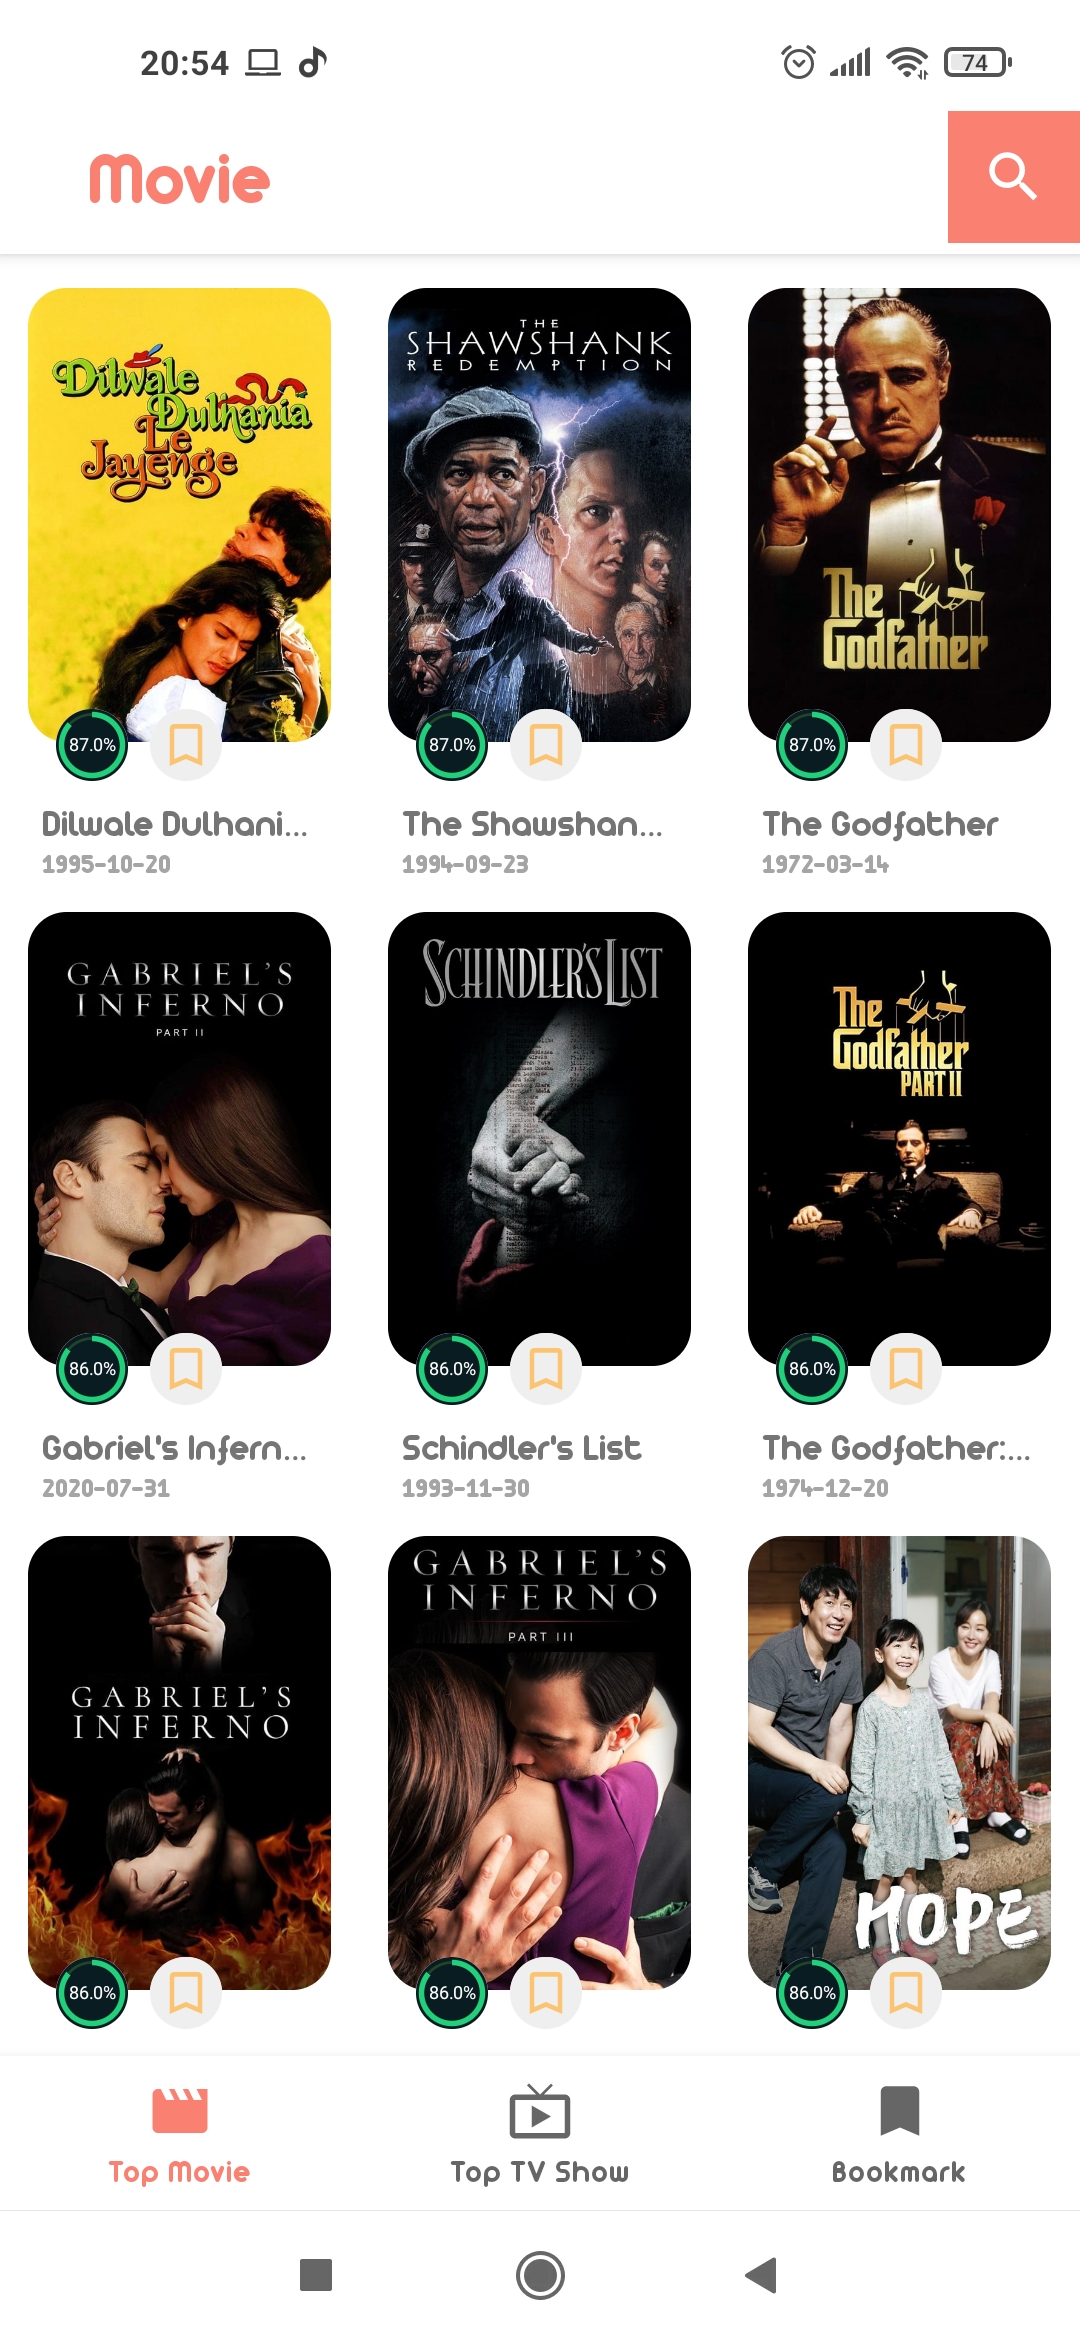 20:54
74
Movie
Dilwale
Dulhania
Le
Jayenge
THE
SHAWSHANK
REDEMPTION
The
Godfather
87.0%
87.0%
87.0%
Dilwale Dulhani...
The Shawshan...
The Godfather
1995-10-20
1994-09-23
1972-03-14
GABRIEL'S
INFERNO
PART II
SCHINDLER'S LIST
The
Godfather
PART II
86.0%
86.0%
86.0%
Gabriel's Infern...
Schindler's List
The Godfather:...
2020-07-31
1993-11-30
1974-12-20
GABRIEL'S
INFERNO
GABRIEL'S
INFERNO
PART III
HOPE
86.0%
86.0%
86.0%
Top Movie
Top TV Show
Bookmark